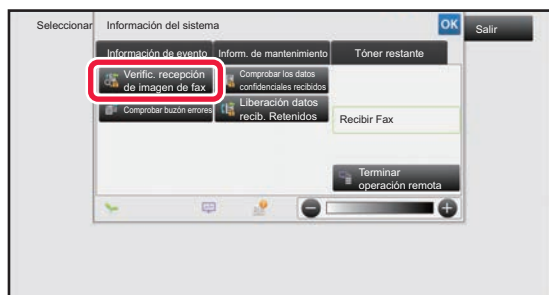 Seleccionar
Información del sistema
OK
Salir
Información de evento
Inform. de mantenimiento
Tóner restante
Verific. recepción
de imagen de fax
Comprobar los datos
confidenciales recibidos
Comprobar buzón errores
Liberación datos
recib. Retenidos
Recibir Fax
Terminar
operación remota